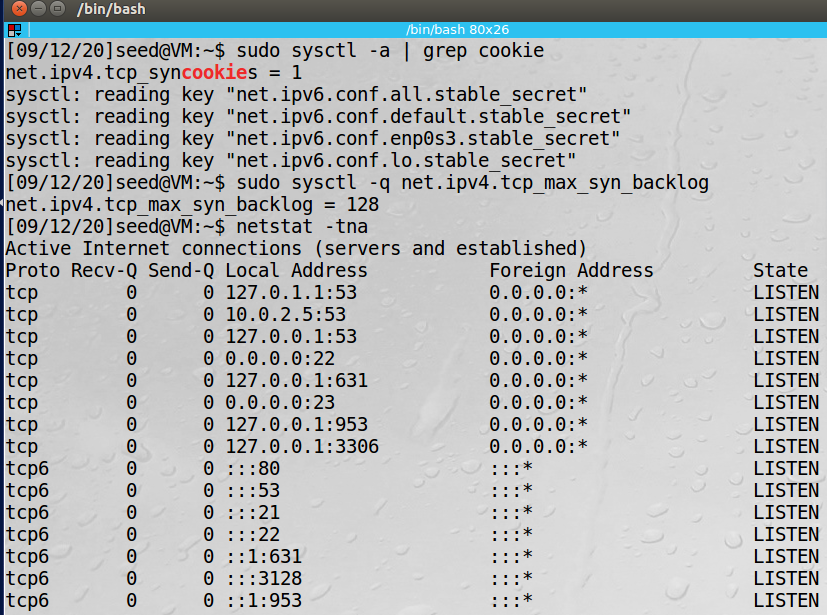 /bin/bash
/bin/bash 80x26
[09/12/20]seed@VM:~$ sudo sysctl -a | grep cookie
net.ipv4.tcp_syncookies = 1
sysctl: reading key "net.ipv6.conf.all.stable_secret"
sysctl: reading key "net.ipv6.conf.default.stable_secret"
sysctl: reading key "net.ipv6.conf.enp0s3.stable_secret"
sysctl: reading key "net.ipv6.conf.lo.stable_secret"
[09/12/20]seed@VM:~$ sudo sysctl -q net.ipv4.tcp_max_syn_backlog
net.ipv4.tcp_max_syn_backlog = 128
[09/12/20]seed@VM:~$ netstat -tna
Active Internet connections (servers and established)
Proto Recv-Q Send-Q Local Address           Foreign Address         State
tcp        0      0 127.0.1.1:53            0.0.0.0:*               LISTEN
tcp        0      0 10.0.2.5:53             0.0.0.0:*               LISTEN
tcp        0      0 127.0.0.1:53            0.0.0.0:*               LISTEN
tcp        0      0 0.0.0.0:22              0.0.0.0:*               LISTEN
tcp        0      0 127.0.0.1:631           0.0.0.0:*               LISTEN
tcp        0      0 0.0.0.0:23              0.0.0.0:*               LISTEN
tcp        0      0 127.0.0.1:953           0.0.0.0:*               LISTEN
tcp        0      0 127.0.0.1:3306          0.0.0.0:*               LISTEN
tcp6       0      0 :::80                   :::*                    LISTEN
tcp6       0      0 :::53                   :::*                    LISTEN
tcp6       0      0 :::21                   :::*                    LISTEN
tcp6       0      0 :::22                   :::*                    LISTEN
tcp6       0      0 ::1:631                 :::*                    LISTEN
tcp6       0      0 :::3128                 :::*                    LISTEN
tcp6       0      0 ::1:953                 :::*                    LISTEN